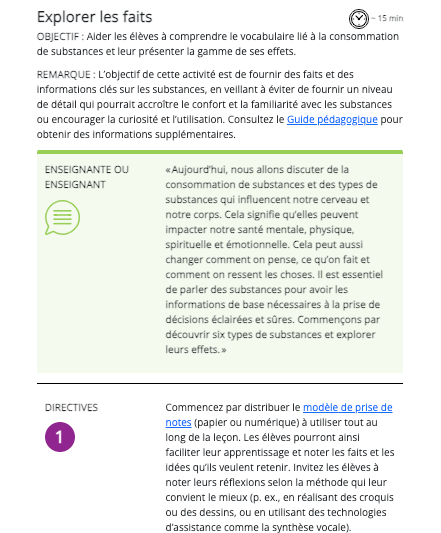 Explorer les faits
~ 15 min
OBJECTIF : Aider les élèves à comprendre le vocabulaire lié à la consommation
de substances et leur présenter la gamme de ses effets.
REMARQUE : L'objectif de cette activité est de fournir des faits et des
informations clés sur les substances, en veillant à éviter de fournir un niveau
de détail qui pourrait accroître le confort et la familiarité avec les substances
ou encourager la curiosité et l'utilisation. Consultez le Guide pédagogique pour
obtenir des informations supplémentaires.
ENSEIGNANTE OU
ENSEIGNANT
« Aujourd'hui, nous allons discuter de la
consommation de substances et des types de
substances qui influencent notre cerveau et
notre corps. Cela signifie qu'elles peuvent
impacter notre santé mentale, physique,
spirituelle et émotionnelle. Cela peut aussi
changer comment on pense, ce qu'on fait et
comment on ressent les choses. Il est essentiel
de parler des substances pour avoir les
informations de base nécessaires à la prise de
décisions éclairées et sûres. Commençons par
découvrir six types de substances et explorer
leurs effets. »
DIRECTIVES
1
Commencez par distribuer le modèle de prise de
notes (papier ou numérique) à utiliser tout au
long de la leçon. Les élèves pourront ainsi
faciliter leur apprentissage et noter les faits et les
idées qu'ils veulent retenir. Invitez les élèves à
noter leurs réflexions selon la méthode qui leur
convient le mieux (p. ex., en réalisant des croquis
ou des dessins, ou en utilisant des technologies
d'assistance comme la synthèse vocale).